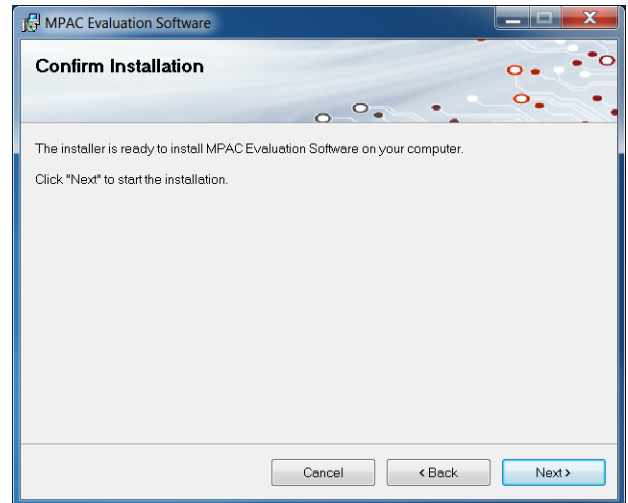 MPAC Evaluation Software
Confirm Installation
The installer is ready to install MPAC Evaluation Software on your computer.
Click "Next" to start the installation.
Cancel
< Back
Next >